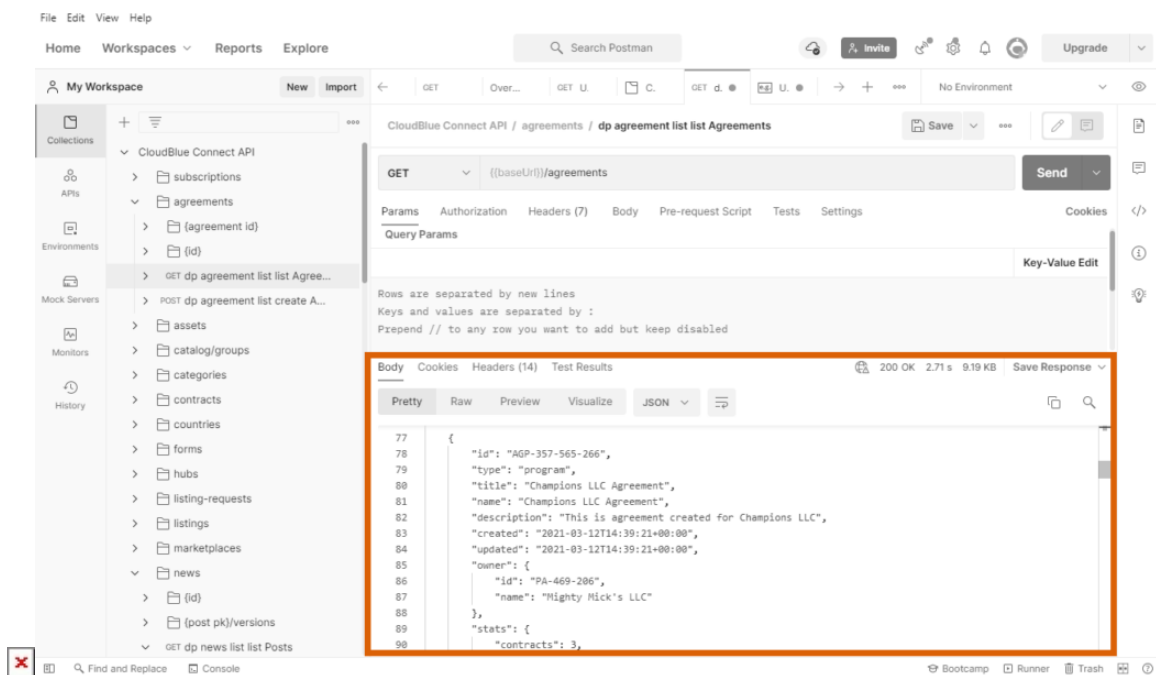 File Edit View Help
Home Workspaces Reports Explore Search Postman Invite Upgrade
My Workspace New Import GET Over... GET U. C. GET d. U. No Environment
Collections
APIs
Environments
Mock Servers
Monitors
History
CloudBlue Connect API
subscriptions
agreements
{agreement id}
{id}
GET dp agreement list list Agree...
POST dp agreement list create A...
assets
catalog/groups
categories
contracts
countries
forms
hubs
listing-requests
listings
marketplaces
news
{id}
{post pk}/versions
GET dp news list list Posts
CloudBlue Connect API / agreements / dp agreement list list Agreements Save
GET {{baseUrl}}/agreements Send
Params Authorization Headers (7) Body Pre-request Script Tests Settings Cookies
Query Params
Key-Value Edit
Rows are separated by new lines
Keys and values are separated by :
Prepend // to any row you want to add but keep disabled
Body Cookies Headers (14) Test Results 200 OK 2.71 s 9.19 KB Save Response
Pretty Raw Preview Visualize JSON
77 {
78 "id": "AGP-357-565-266",
79 "type": "program",
80 "title": "Champions LLC Agreement",
81 "name": "Champions LLC Agreement",
82 "description": "This is agreement created for Champions LLC",
83 "created": "2021-03-12T14:39:21+00:00",
84 "updated": "2021-03-12T14:39:21+00:00",
85 "owner": {
86 "id": "PA-469-206",
87 "name": "Mighty Mick's LLC"
88 },
89 "stats": {
90 "contracts": 3,
Find and Replace Console Bootcamp Runner Trash